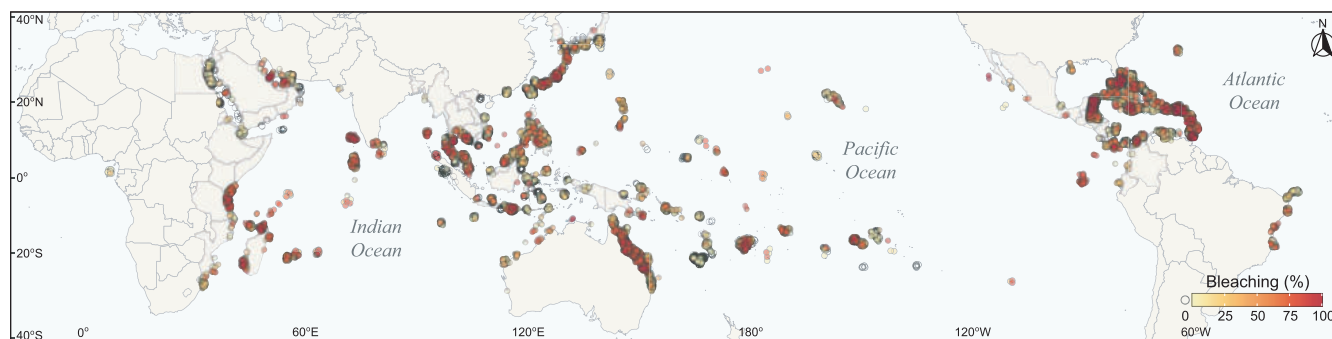 40°N
N
Atlantic
Ocean
20°N
Pacific
Ocean
0°
Indian
Ocean
20°S
Bleaching (%)
0 25 50 75 100
40°S
0° 60°E 120°E 180° 120°W 60°W